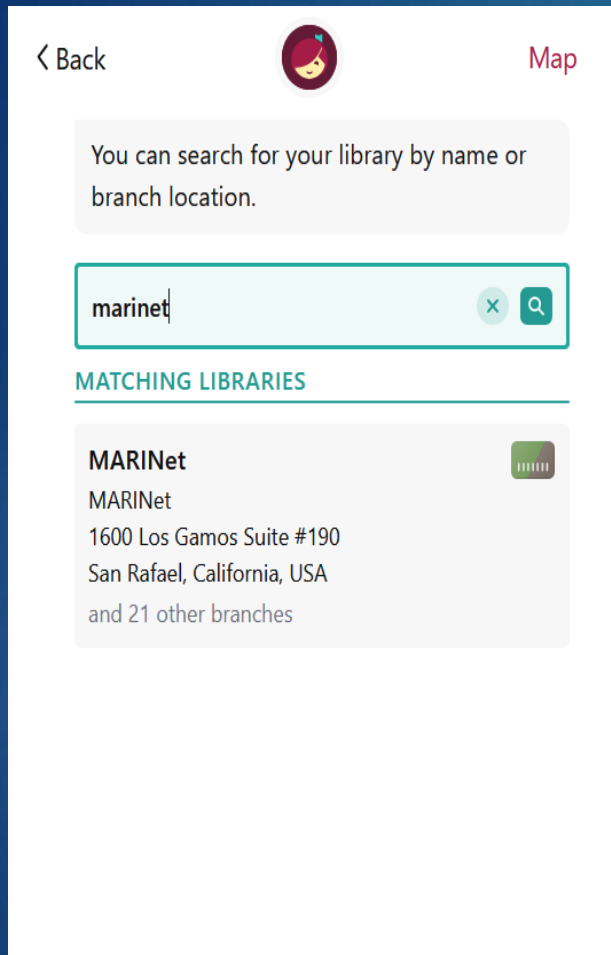 Back
Map
You can search for your library by name or
branch location.
marinet
MATCHING LIBRARIES
MARINet
MARINet
1600 Los Gamos Suite #190
San Rafael, California, USA
and 21 other branches